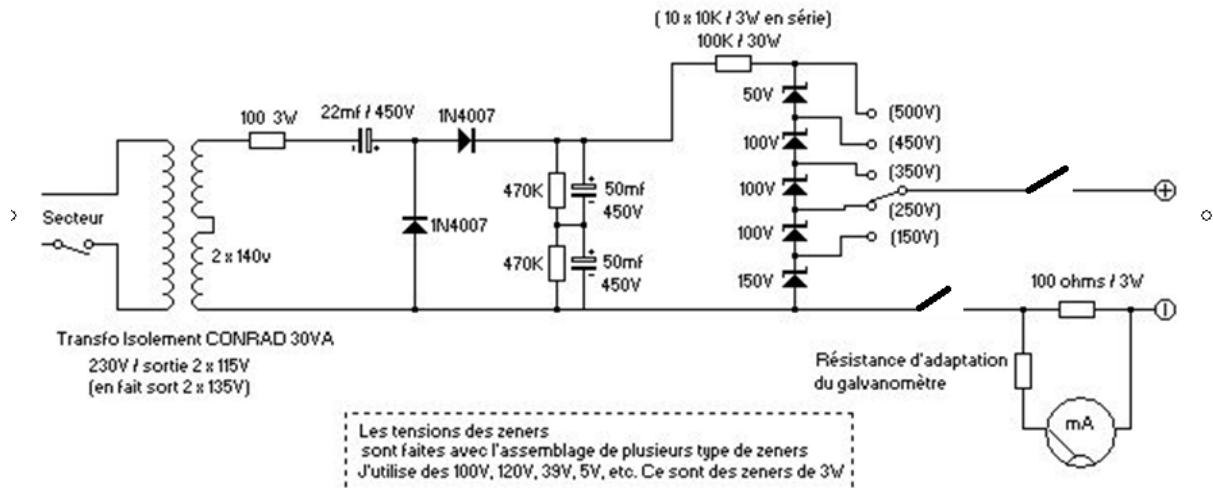 ( 10 x 10K / 3W en série)
100K / 30W
50V
(500V)
100 3W
22mf / 450V
1N4007
100V
(450V)
100V
(350V)
470K
+
50mf
-
450V
Secteur
1N4007
(250V)
+
100V
(150V)
2 x 140v
470K
+
50mf
-
450V
150V
100 ohms / 3W
Transfo Isolement CONRAD 30VA
230V / sortie 2 x 115V
(en fait sort 2 x 135V)
Résistance d'adaptation
du galvanomètre
mA
Les tensions des zeners
sont faites avec l'assemblage de plusieurs type de zeners
J'utilise des 100V, 120V, 39V, 5V, etc. Ce sont des zeners de 3W